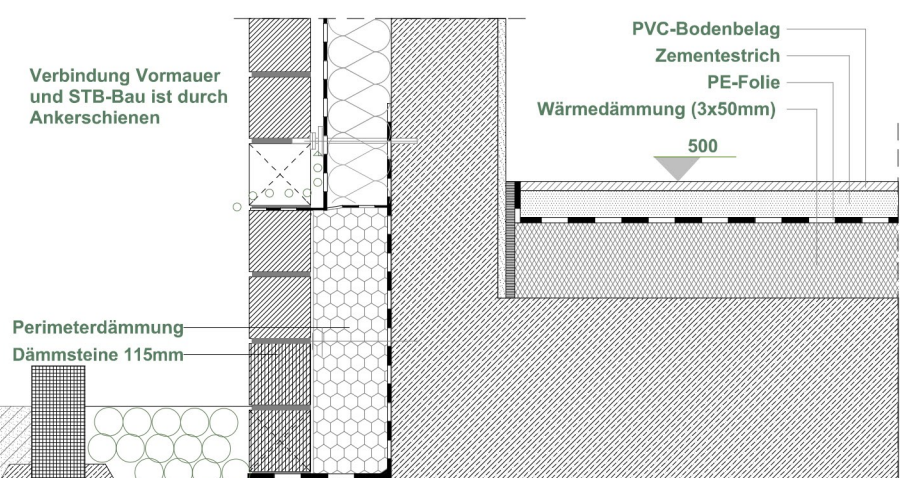 PVC-Bodenbelag
Zementestrich
PE-Folie
Wärmedämmung (3x50mm)
500
Verbindung Vormauer
und STB-Bau ist durch
Ankerschienen
Perimeterdämmung
Dämmsteine 115mm